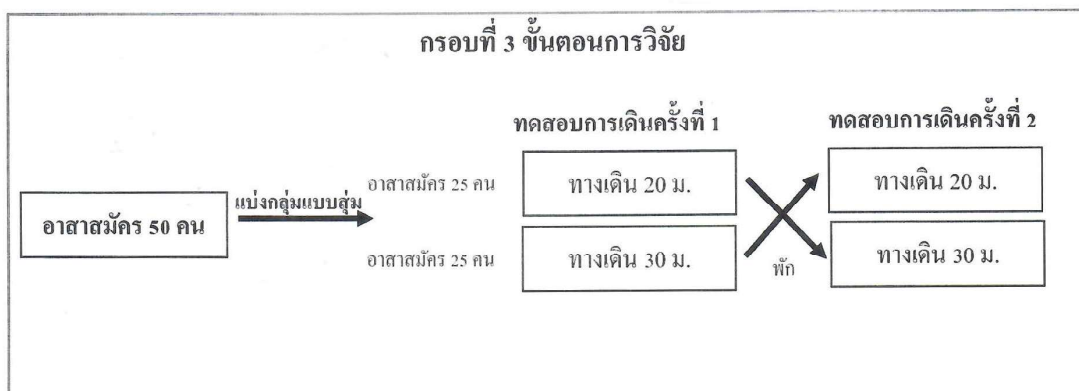 กรอบที่ 3 ขั้นตอนการวิจัย
ทดสอบการเดินครั้งที่ 1
ทดสอบการเดินครั้งที่ 2
อาสาสมัคร 50 คน
แบ่งกลุ่มแบบสุ่ม
อาสาสมัคร 25 คน
ทางเดิน 20 ม.
ทางเดิน 20 ม.
อาสาสมัคร 25 คน
ทางเดิน 30 ม.
พัก
ทางเดิน 30 ม.